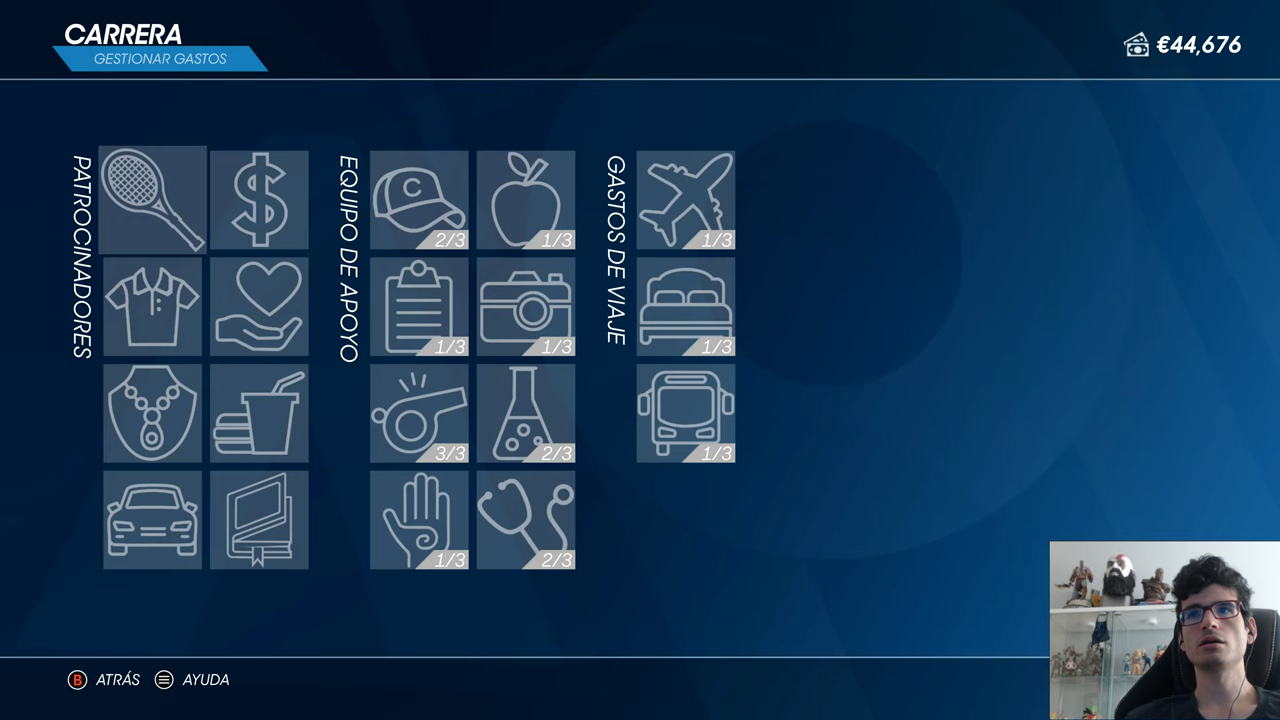 CARRERA
GESTIONAR GASTOS
€44,676
PATROCINADORES
EQUIPO DE APOYO
C
2/3
1/3
1/3
1/3
3/3
2/3
1/3
2/3
GASTOS DE VIAJE
1/3
1/3
1/3
B ATRÁS
AYUDA